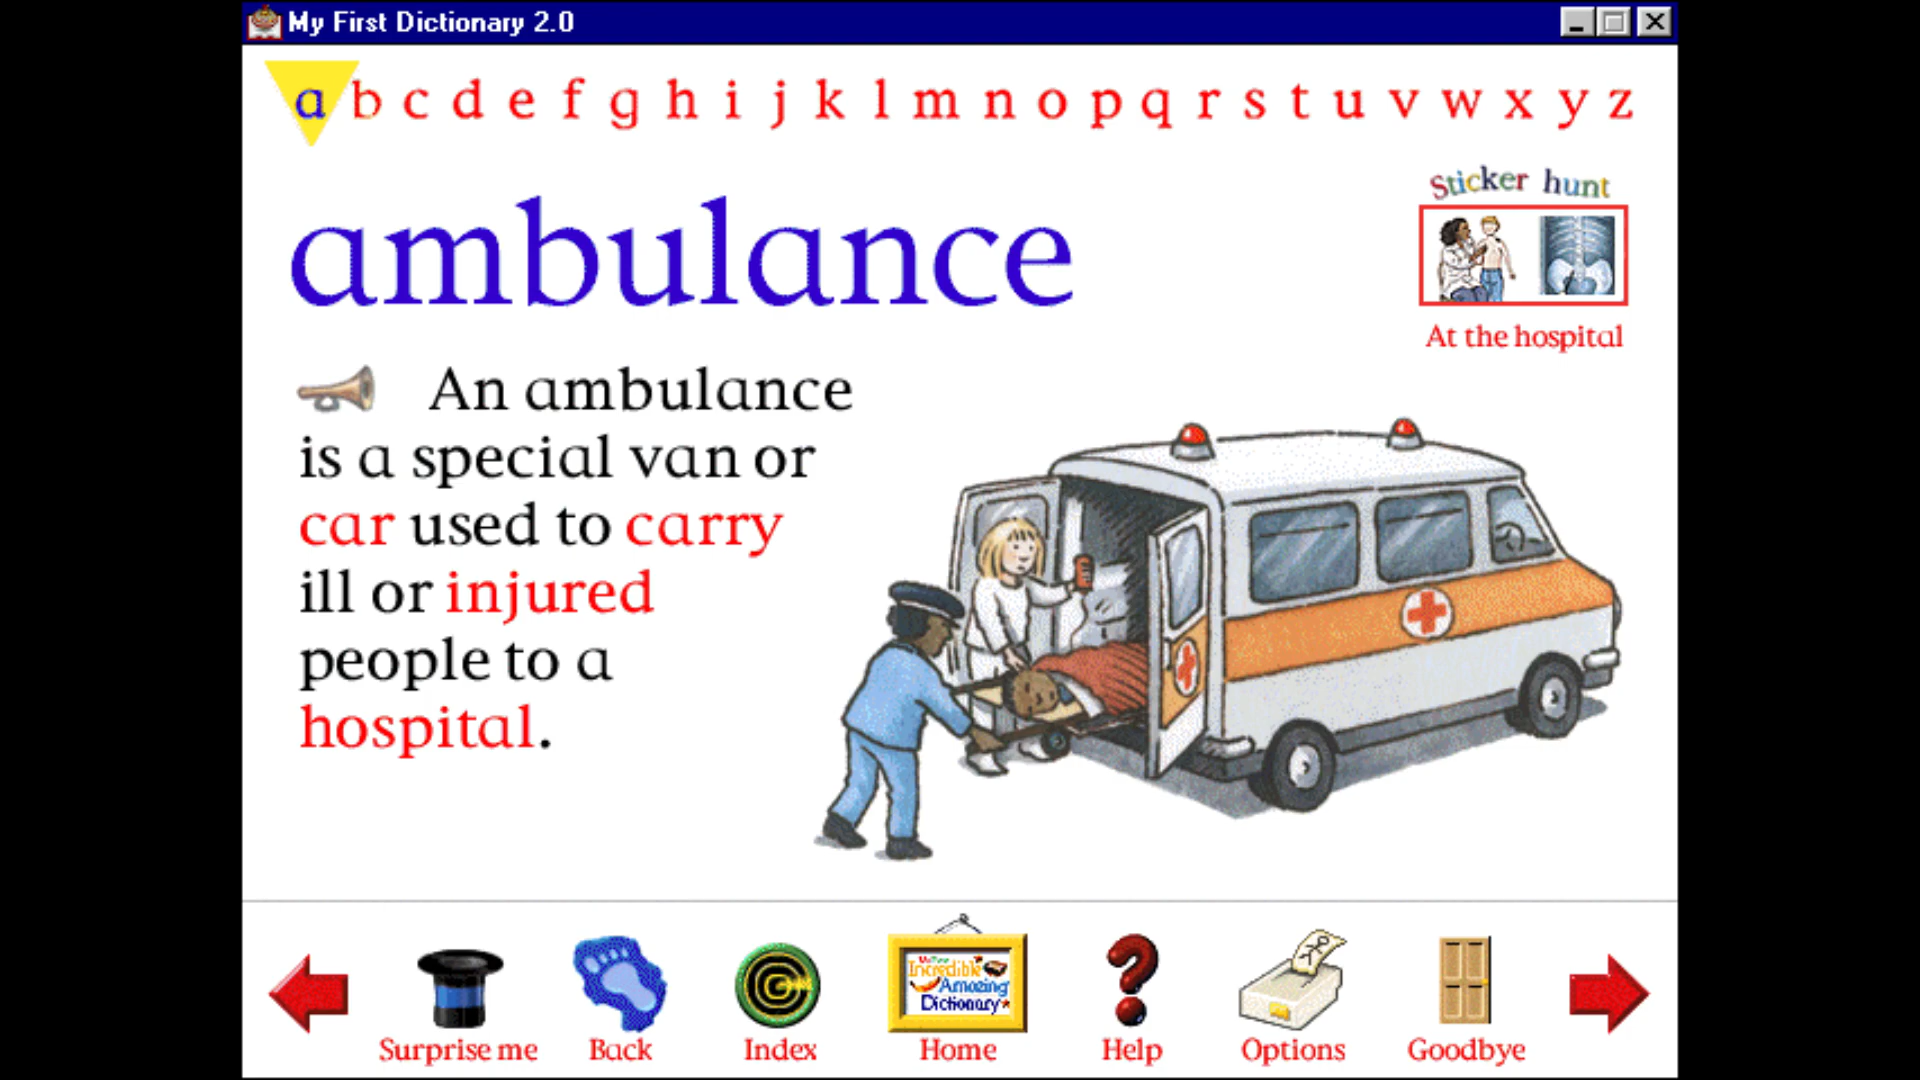 My First Dictionary 2.0
a b c d e f g h i j k l m n o p q r s t u v w x y z
Sticker hunt
ambulance
At the hospital
An ambulance
is a special van or
car used to carry
ill or injured
people to a
hospital.
My First
Incredible
Amazing
Dictionary
Surprise me
Back
Index
Home
Help
Options
Goodbye